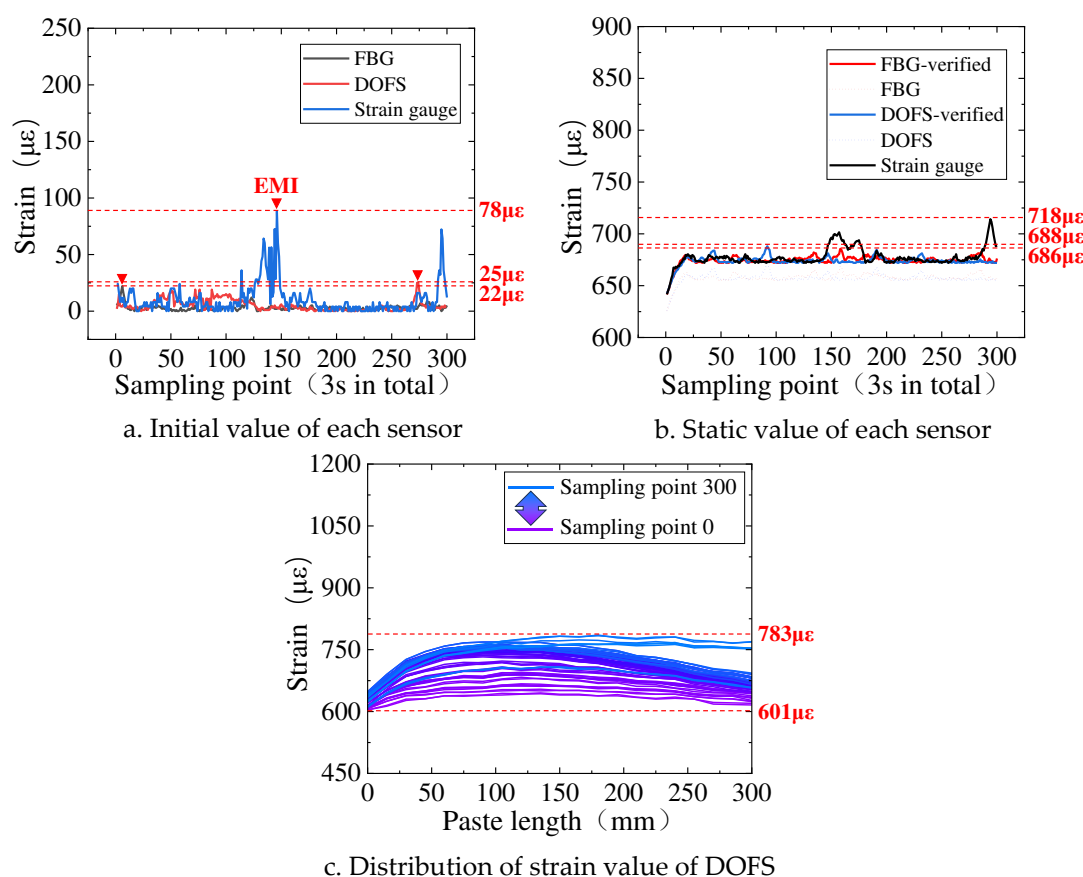 250
200
150
100
50
0
Strain（με）
FBG
DOFS
Strain gauge
EMI
78με
25με
22με
0 50 100 150 200 250 300
Sampling point（3s in total）
a. Initial value of each sensor
900
850
800
750
700
650
600
Strain（με）
FBG-verified
FBG
DOFS-verified
DOFS
Strain gauge
718με
688με
686με
0 50 100 150 200 250 300
Sampling point（3s in total）
b. Static value of each sensor
1200
1050
900
750
600
450
Strain（με）
Sampling point 300
Sampling point 0
783με
601με
0 50 100 150 200 250 300
Paste length（mm）
c. Distribution of strain value of DOFS